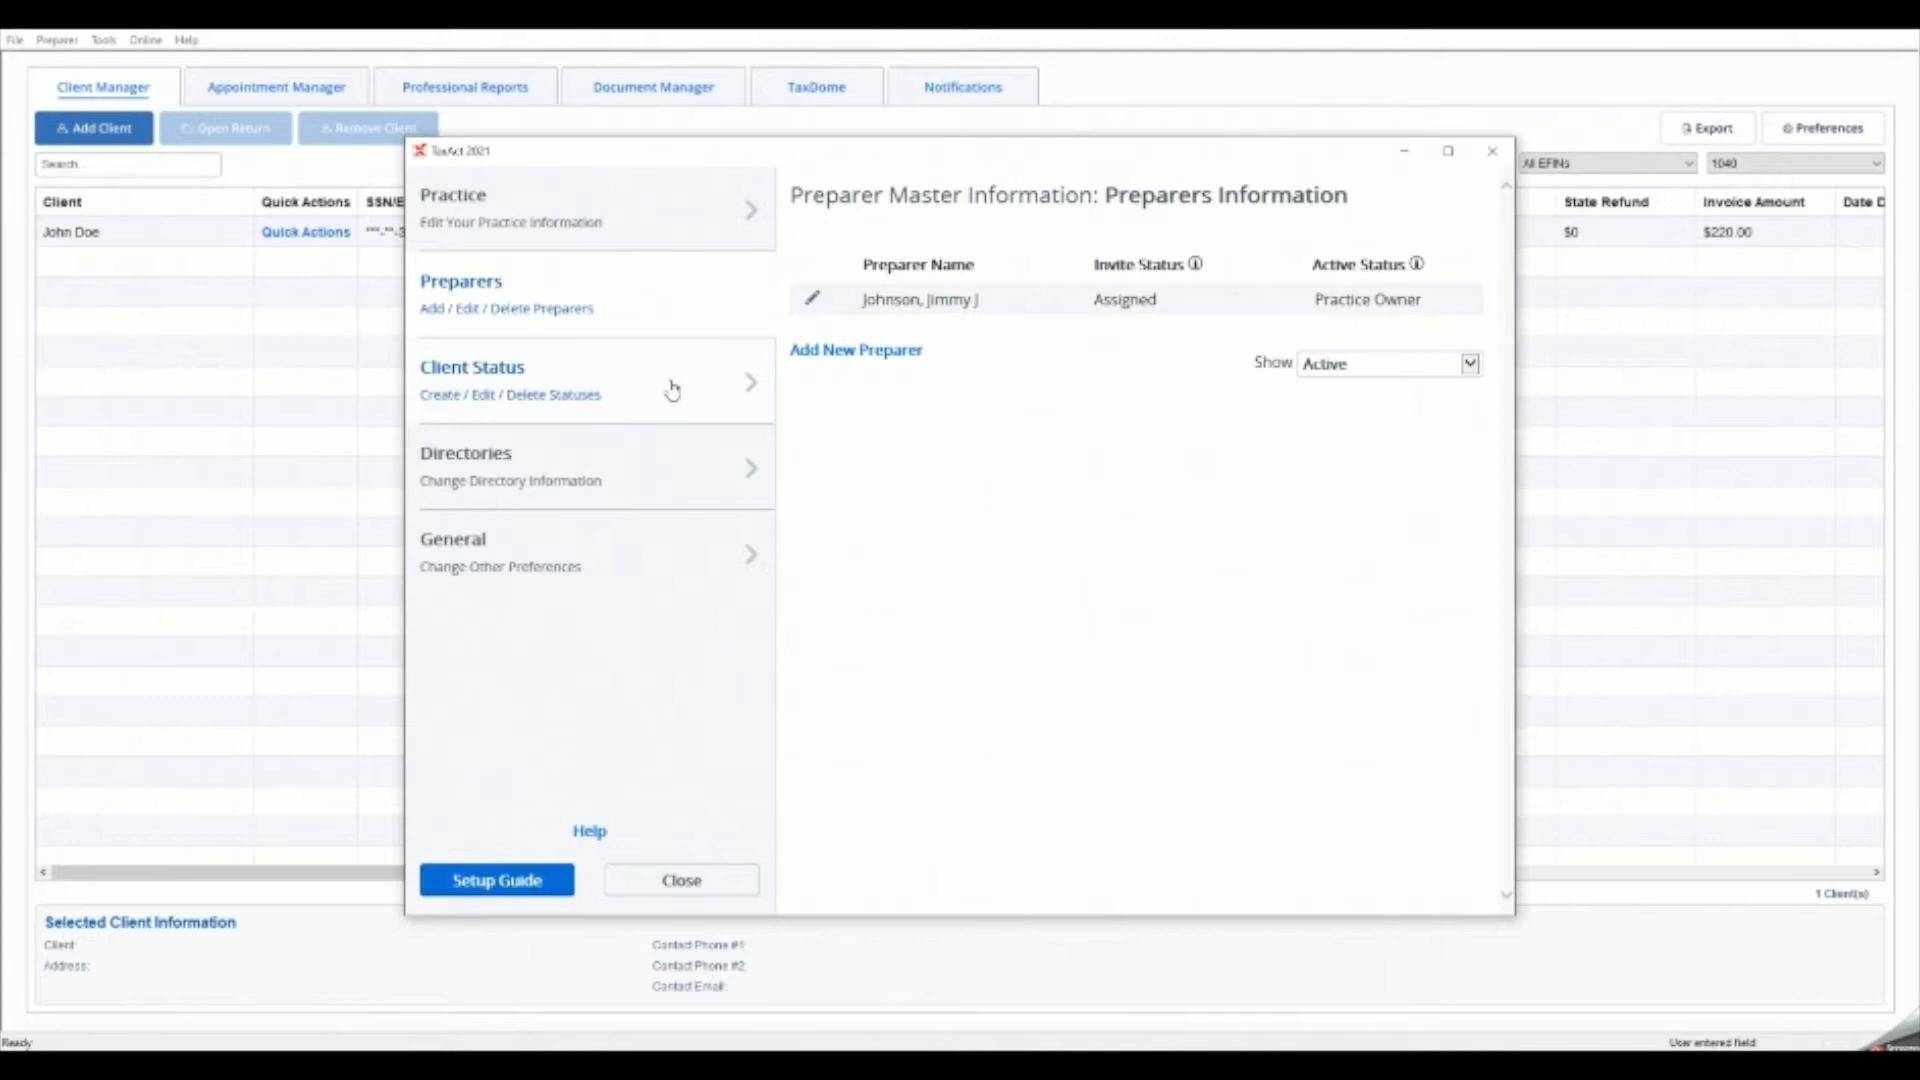 File Preparer Tools Online Help
Client Manager Appointment Manager Professional Reports Document Manager TaxDome Notifications
Add Client Open Return Remove Client Export Preferences
Search... All EFINs 1040
Client Quick Actions SSN/E State Refund Invoice Amount Date D
John Doe Quick Actions ***-**-3 $0 $220.00
TaxAct 2021
Practice
Edit Your Practice Information
Preparers
Add / Edit / Delete Preparers
Client Status
Create / Edit / Delete Statuses
Directories
Change Directory Information
General
Change Other Preferences
Help
Setup Guide Close
Preparer Master Information: Preparers Information
Preparer Name Invite Status Active Status
Johnson, Jimmy J Assigned Practice Owner
Add New Preparer
Show Active
1 Client(s)
Selected Client Information
Client:
Address:
Contact Phone #1:
Contact Phone #2:
Contact Email:
Ready User entered field